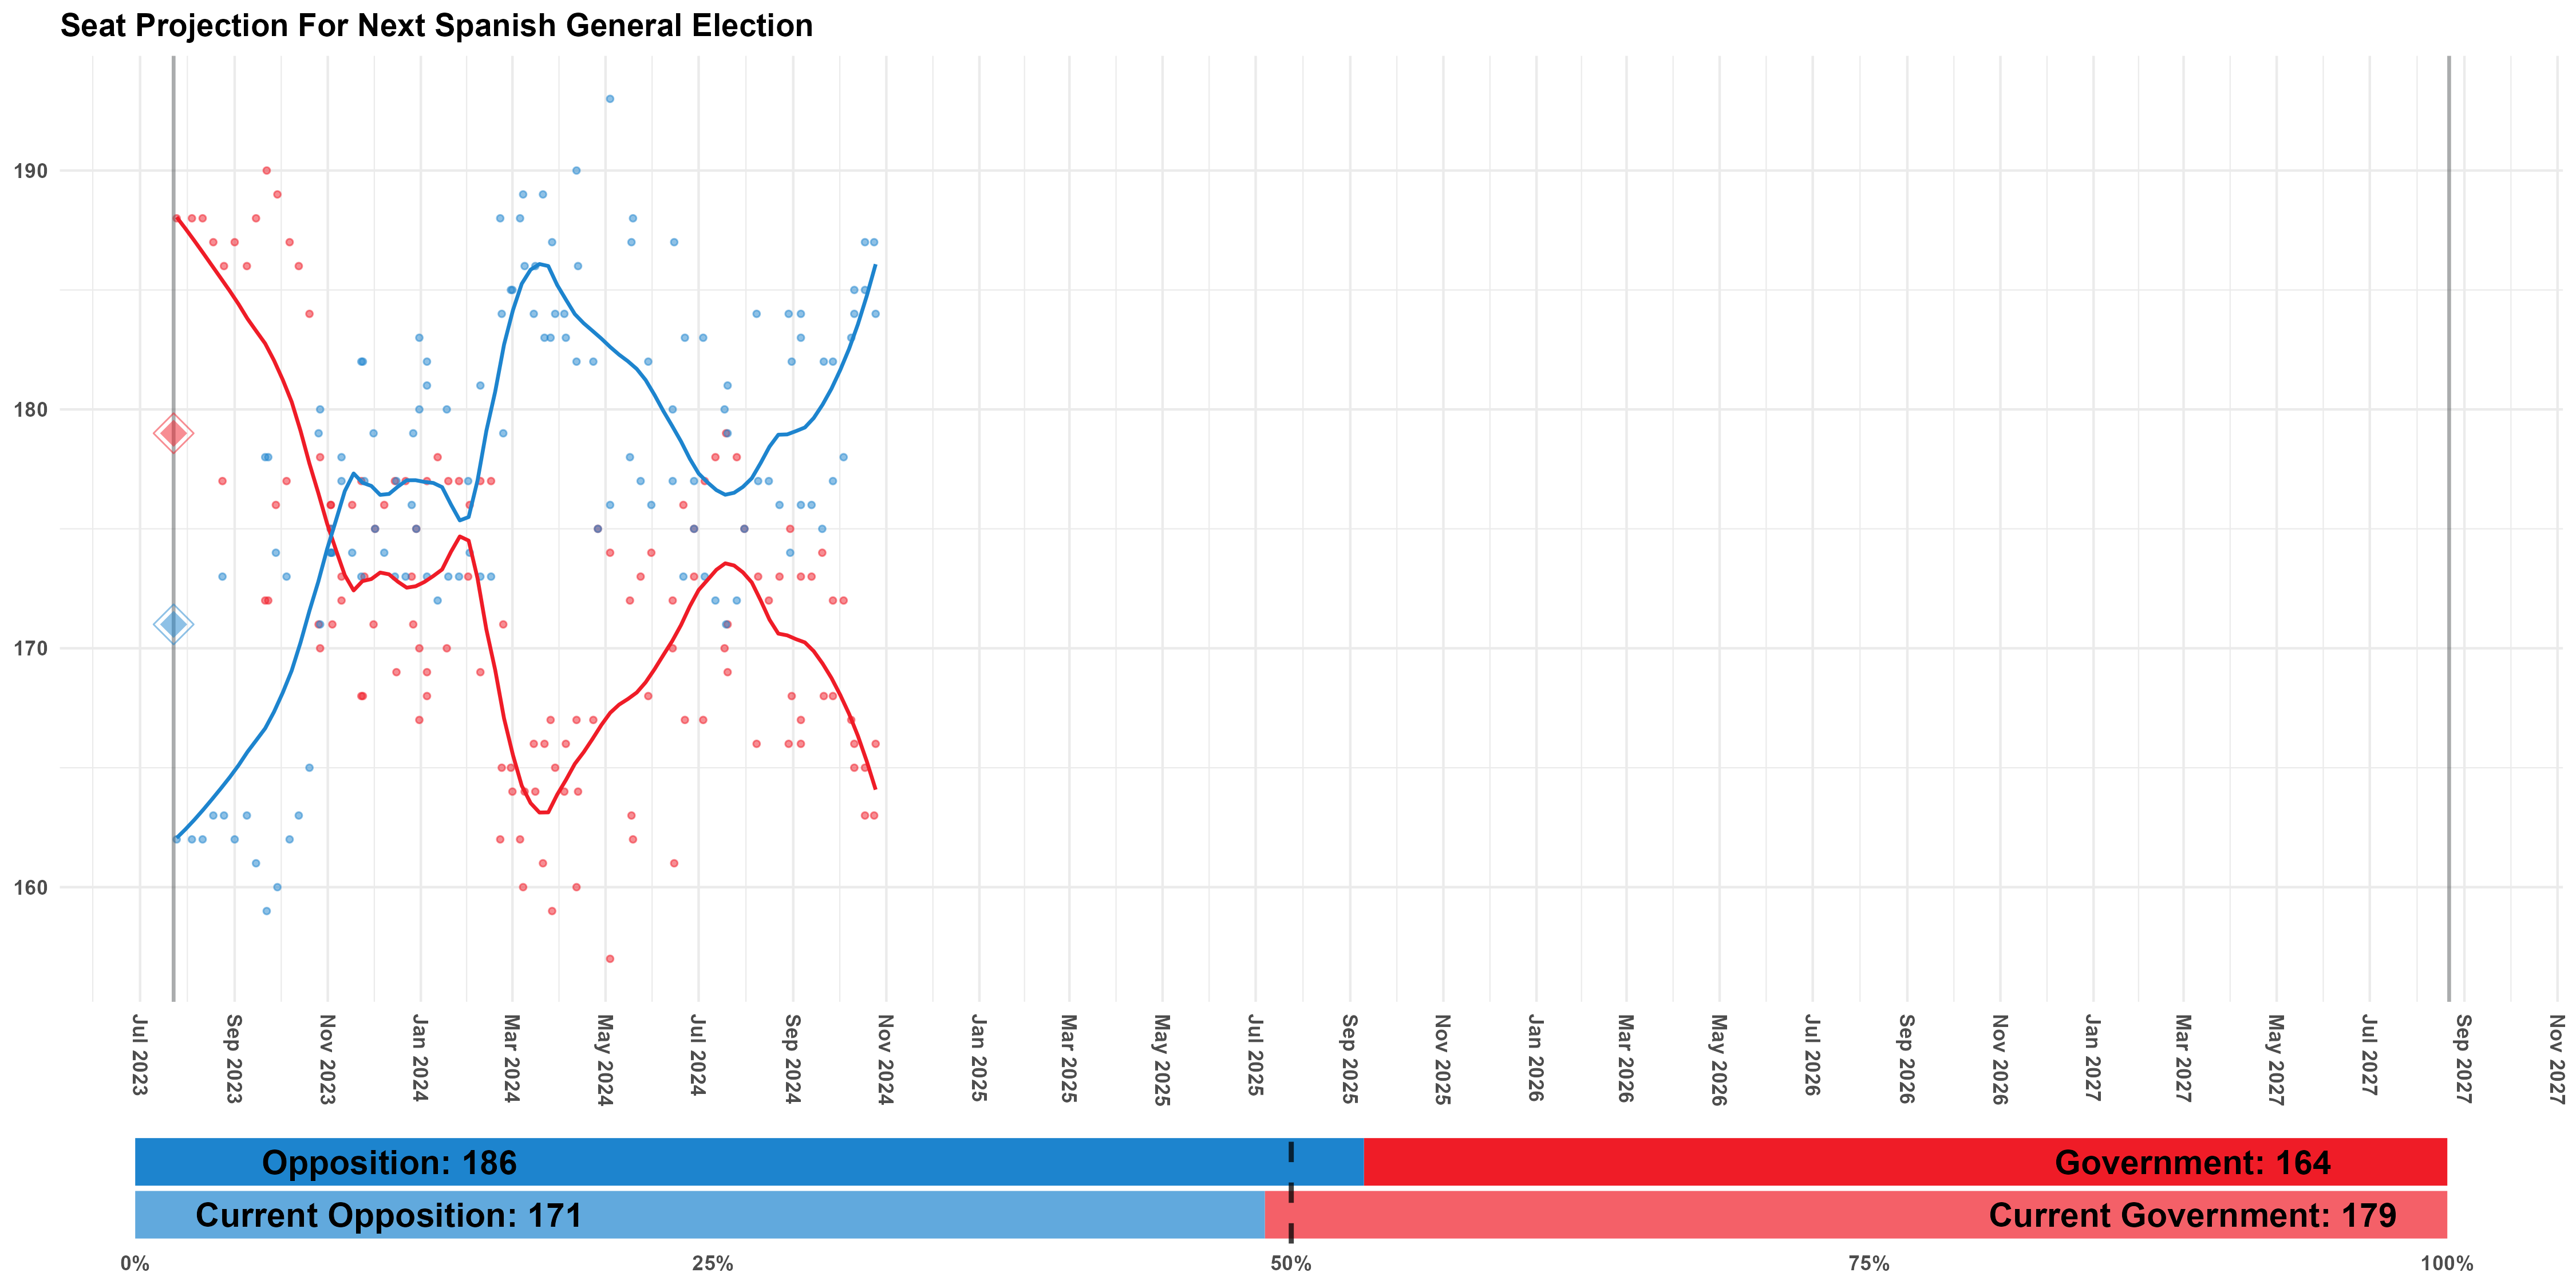 Seat Projection For Next Spanish General Election
190
180
170
160
Jul 2023
Sep 2023
Nov 2023
Jan 2024
Mar 2024
May 2024
Jul 2024
Sep 2024
Nov 2024
Jan 2025
Mar 2025
May 2025
Jul 2025
Sep 2025
Nov 2025
Jan 2026
Mar 2026
May 2026
Jul 2026
Sep 2026
Nov 2026
Jan 2027
Mar 2027
May 2027
Jul 2027
Sep 2027
Nov 2027
Opposition: 186
Government: 164
Current Opposition: 171
Current Government: 179
0%
25%
50%
75%
100%